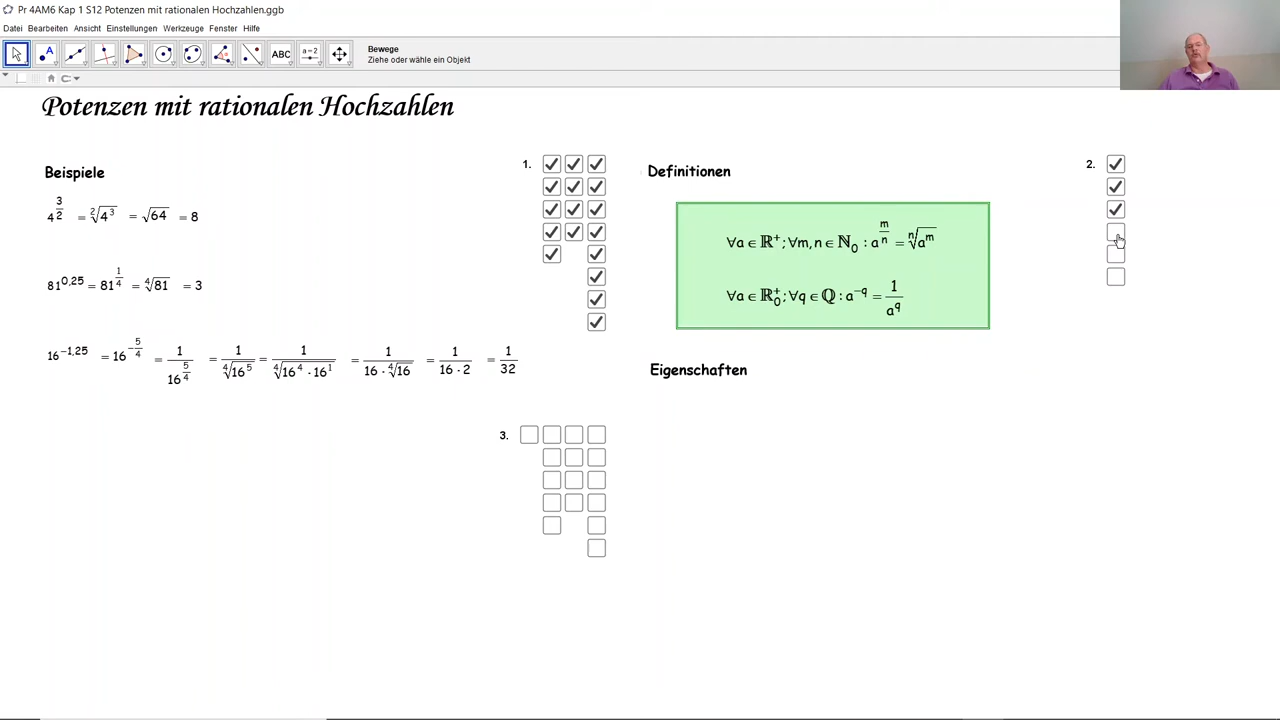 Pr 4AM6 Kap 1 S12 Potenzen mit rationalen Hochzahlen.ggb
Datei Bearbeiten Ansicht Einstellungen Werkzeuge Fenster Hilfe
A ABC a=2 Bewege
Ziehe oder wähle ein Objekt
Potenzen mit rationalen Hochzahlen
Beispiele
4^(3/2) = ²√4³ = √64 = 8
81^0,25 = 81^(1/4) = ⁴√81 = 3
16^−1,25 = 16^(−5/4) = 1/16^(5/4) = 1/⁴√16⁵ = 1/⁴√(16⁴·16¹) = 1/(16·⁴√16) = 1/(16·2) = 1/32
1.
3.
Definitionen
∀a∈ℝ⁺; ∀m,n∈ℕ₀ : a^(m/n) = ⁿ√a^m
∀a∈ℝ₀⁺; ∀q∈ℚ : a^−q = 1/a^q
Eigenschaften
2.